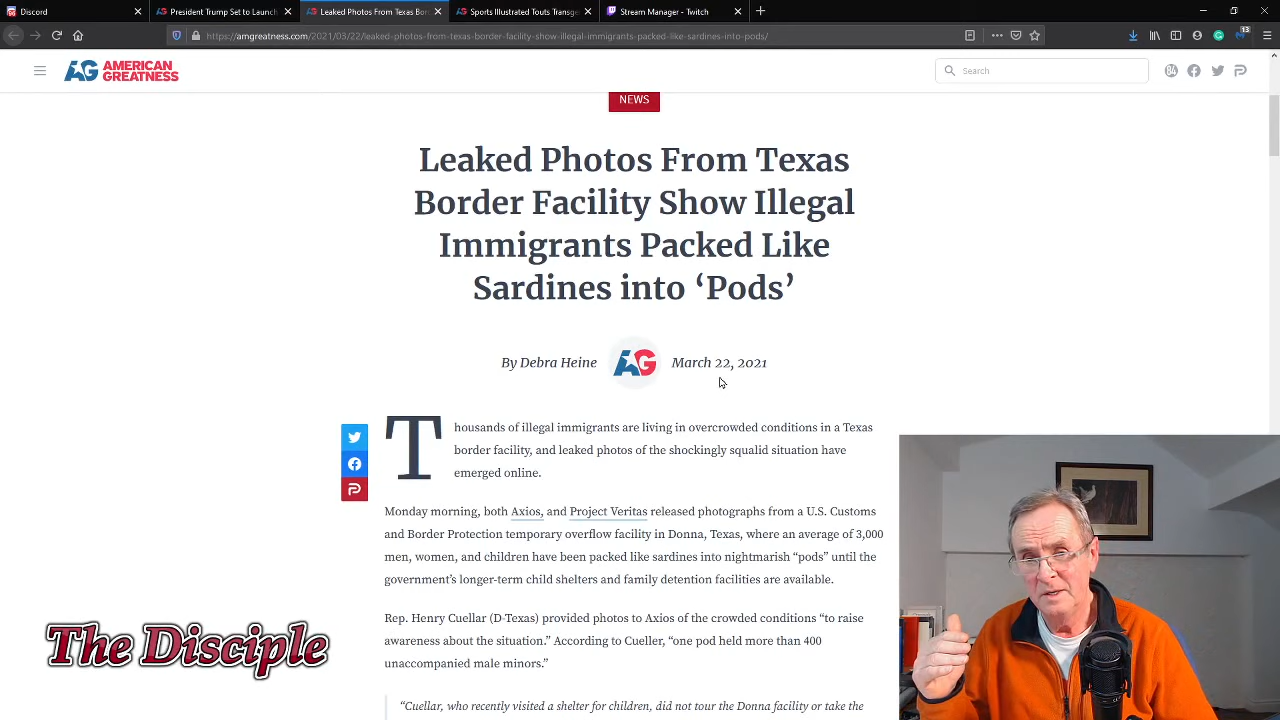 Discord
President Trump Set to Launch
Leaked Photos From Texas Bor
Sports Illustrated Touts Transge
Stream Manager - Twitch
https://amgreatness.com/2021/03/22/leaked-photos-from-texas-border-facility-show-illegal-immigrants-packed-like-sardines-into-pods/
13
AG AMERICAN GREATNESS
Search
NEWS
Leaked Photos From Texas
Border Facility Show Illegal
Immigrants Packed Like
Sardines into ‘Pods’
By Debra Heine AG March 22, 2021
Thousands of illegal immigrants are living in overcrowded conditions in a Texas
border facility, and leaked photos of the shockingly squalid situation have
emerged online.
Monday morning, both Axios, and Project Veritas released photographs from a U.S. Customs
and Border Protection temporary overflow facility in Donna, Texas, where an average of 3,000
men, women, and children have been packed like sardines into nightmarish “pods” until the
government’s longer-term child shelters and family detention facilities are available.
Rep. Henry Cuellar (D-Texas) provided photos to Axios of the crowded conditions “to raise
awareness about the situation.” According to Cueller, “one pod held more than 400
unaccompanied male minors.”
“Cuellar, who recently visited a shelter for children, did not tour the Donna facility or take the
The Disciple